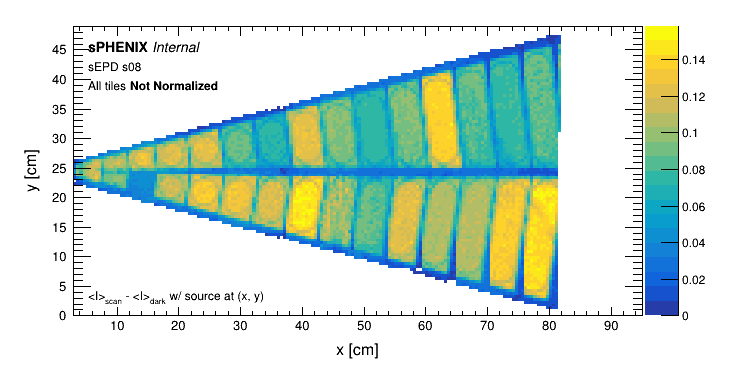 sPHENIX Internal
sEPD s08
All tiles Not Normalized
<I>scan - <I>dark w/ source at (x, y)
y [cm]
45
40
35
30
25
20
15
10
5
0
10 20 30 40 50 60 70 80 90
x [cm]
0.14
0.12
0.1
0.08
0.06
0.04
0.02
0